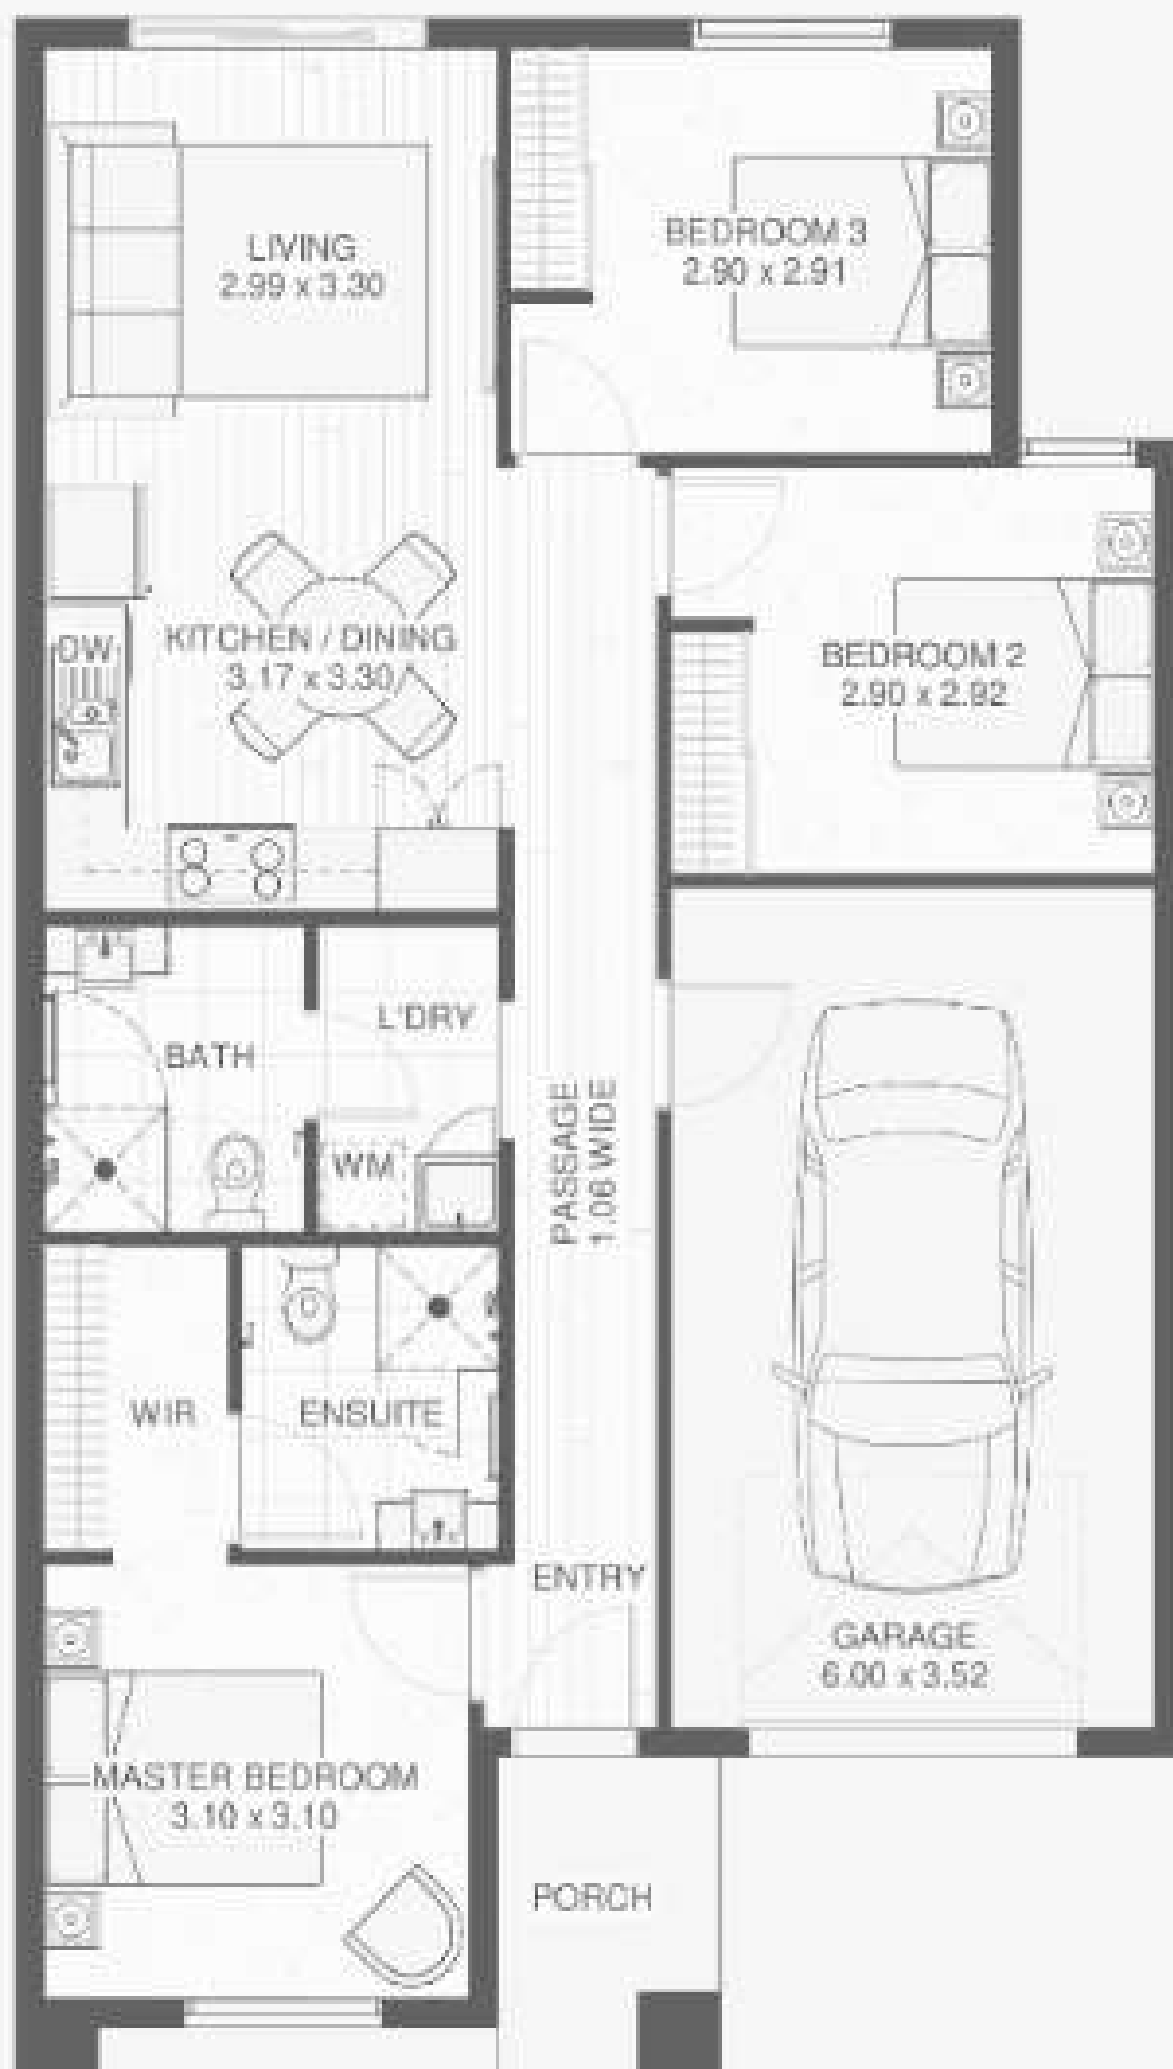 LIVING
2.99 x 3.30
BEDROOM 3
2.90 x 2.91
KITCHEN / DINING
3.17 x 3.30
DW
BEDROOM 2
2.90 x 2.92
BATH
L'DRY
WM
PASSAGE
1.06 WIDE
WIR
ENSUITE
ENTRY
GARAGE
6.00 x 3.52
MASTER BEDROOM
3.10 x 3.10
PORCH